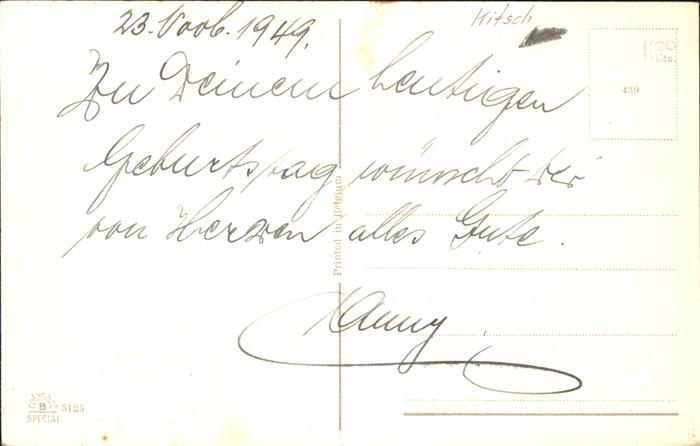 23. Novb. 1949.
Kitsch
Zu Deinem heutigen
Geburtstag wünscht Dir
von Herzen alles Gute.
439
Cts.
Printed in Belgium
B
5125
SPECIAL